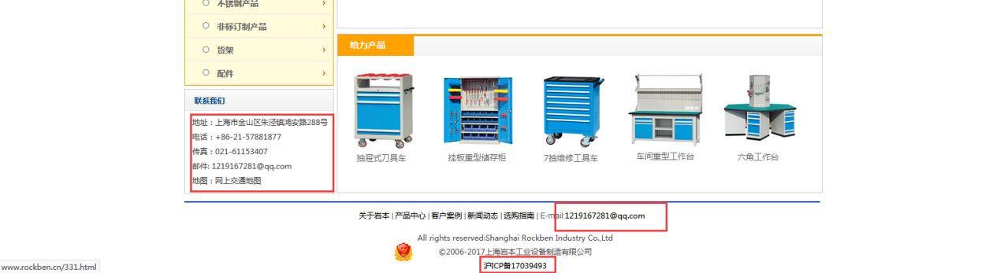 不锈钢产品
非标订制产品
货架
配件
联系我们
地址：上海市金山区朱泾镇鸿安路288号
电话：+86-21-57881877
传真：021-61153407
邮件: 1219167281@qq.com
地图：网上交通地图
给力产品
抽屉式刀具车 挂板重型储存柜 7抽维修工具车 车间重型工作台 六角工作台
关于岩本 | 产品中心 | 客户案例 | 新闻动态 | 选购指南 | E-mail:1219167281@qq.com
All rights reserved:Shanghai Rockben Industry Co.,Ltd
©2006-2017上海岩本工业设备制造有限公司
沪ICP备17039493
www.rockben.cn/331.html